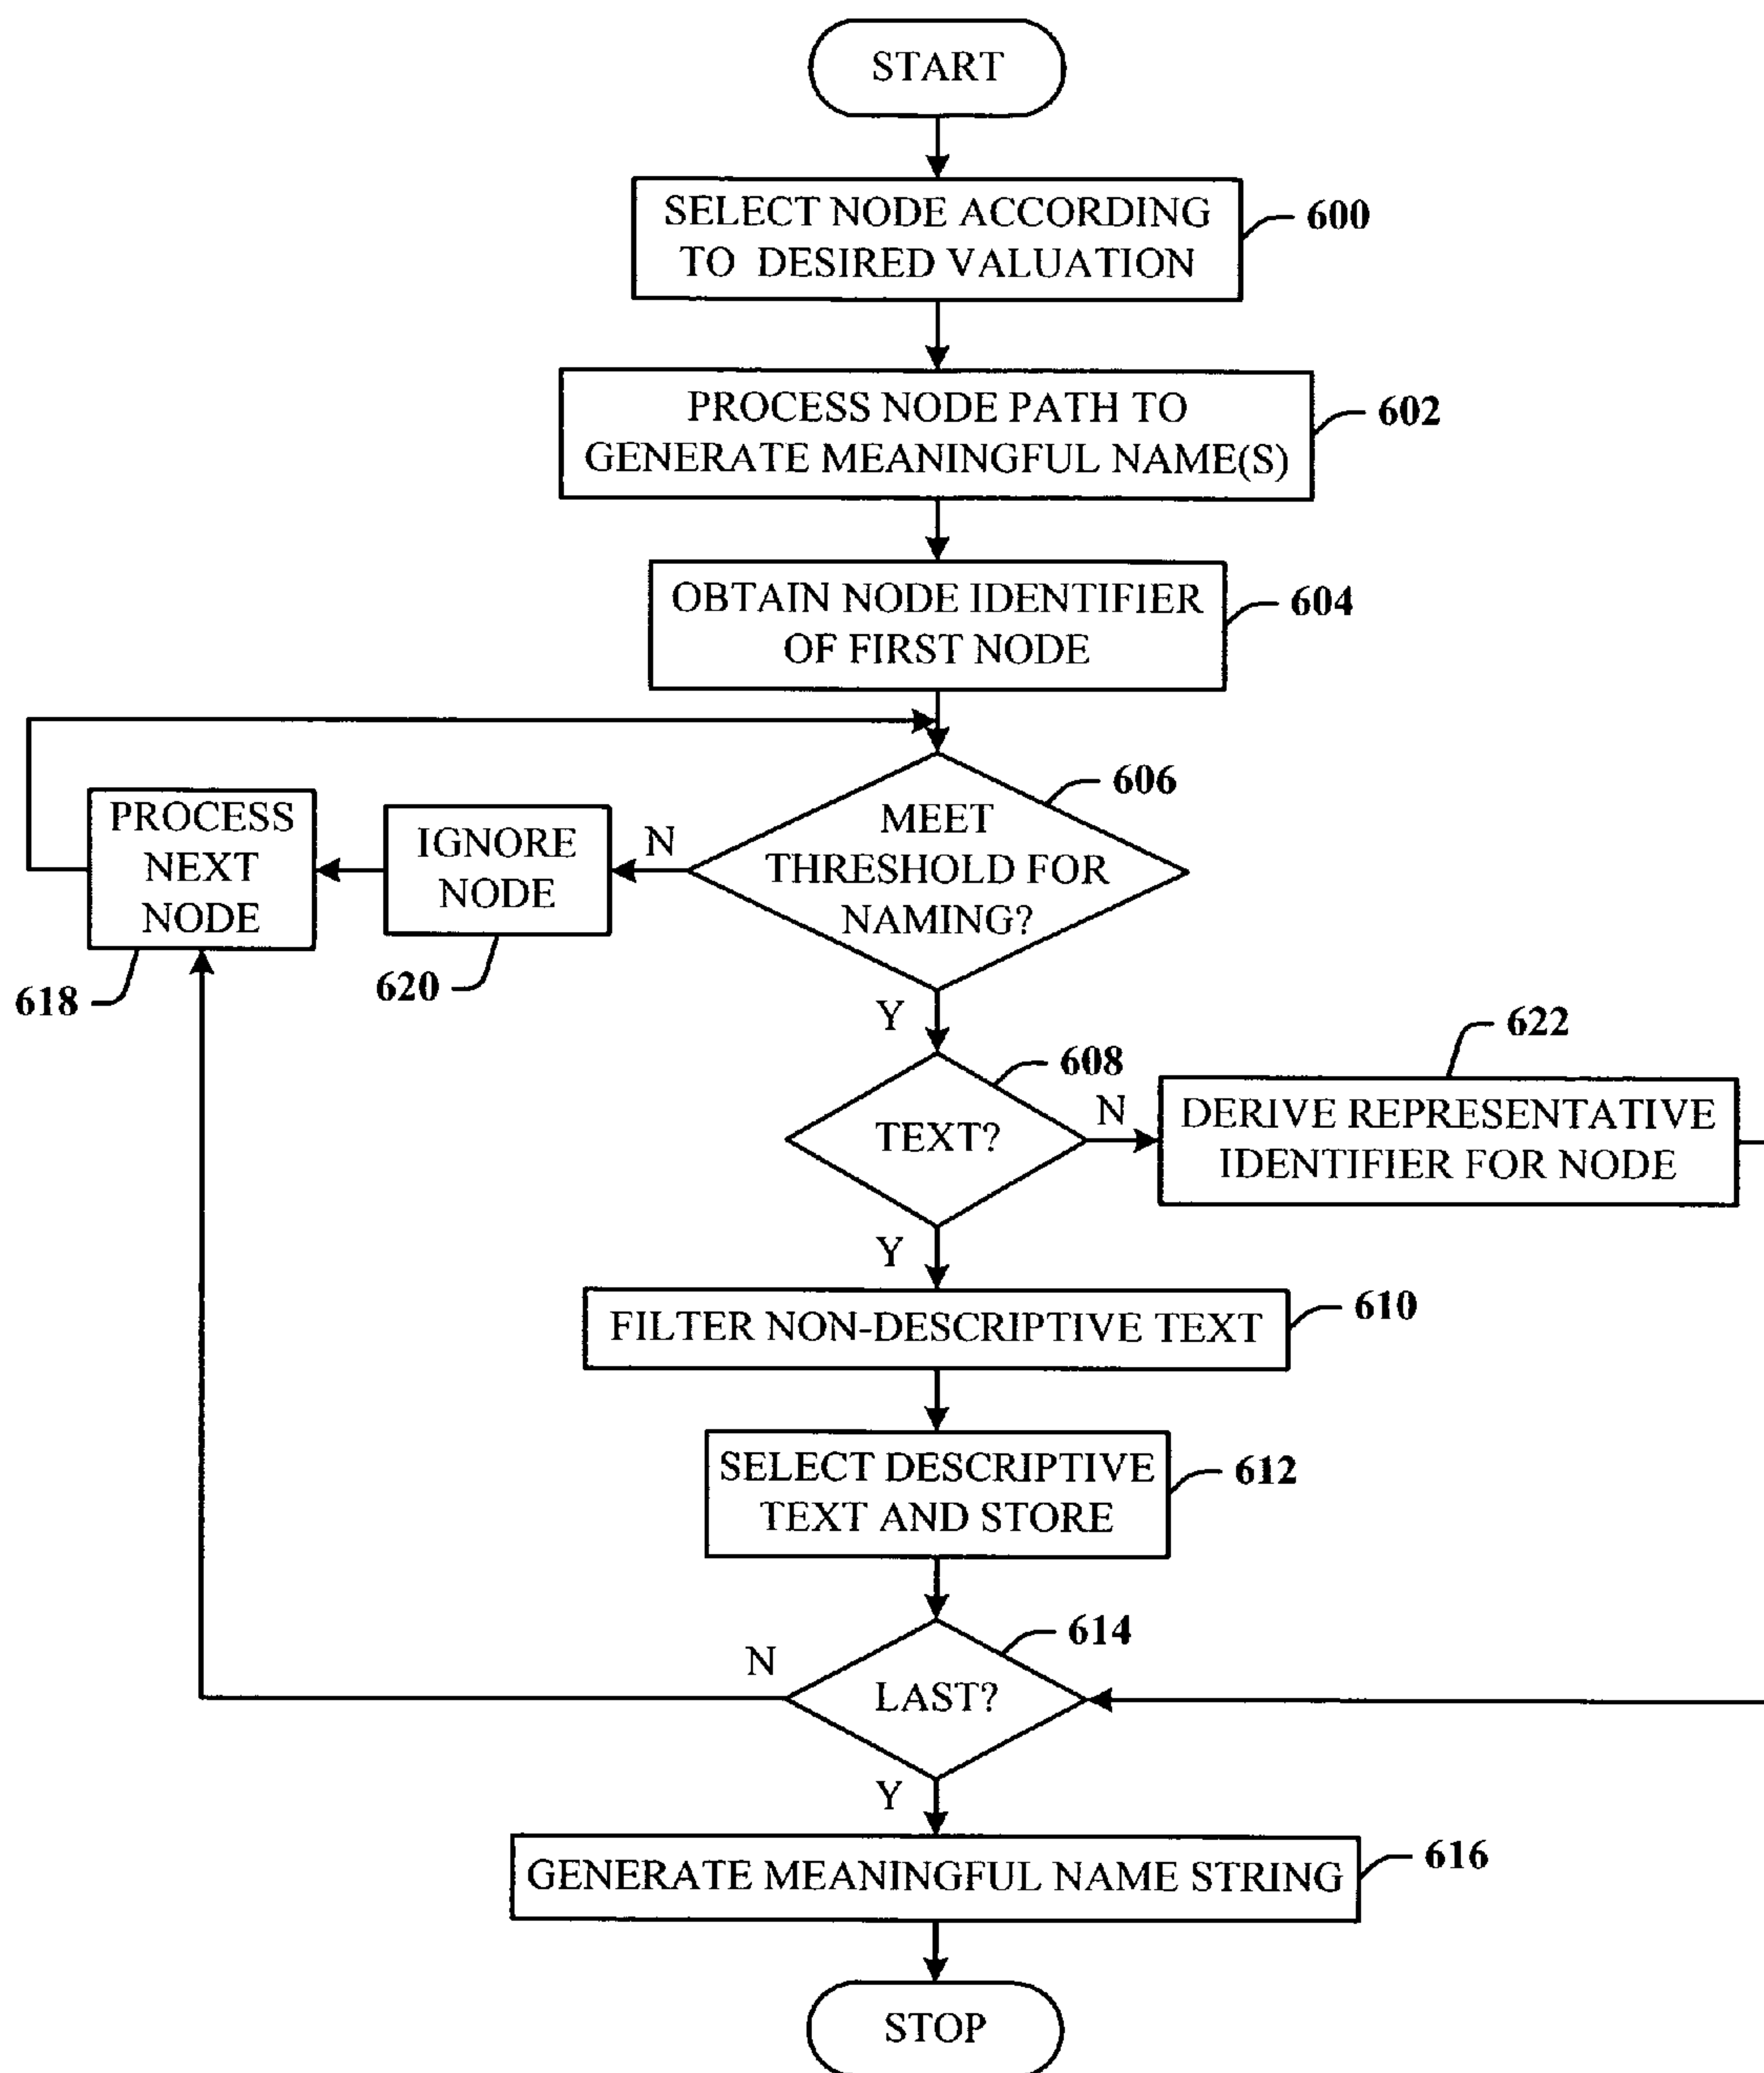 START
SELECT NODE ACCORDING
TO DESIRED VALUATION
600
PROCESS NODE PATH TO
GENERATE MEANINGFUL NAME(S)
602
OBTAIN NODE IDENTIFIER
OF FIRST NODE
604
606
MEET
THRESHOLD FOR
NAMING?
N
IGNORE
NODE
620
PROCESS
NEXT
NODE
618
Y
608
TEXT?
N
622
DERIVE REPRESENTATIVE
IDENTIFIER FOR NODE
Y
FILTER NON-DESCRIPTIVE TEXT
610
SELECT DESCRIPTIVE
TEXT AND STORE
612
614
N
LAST?
Y
GENERATE MEANINGFUL NAME STRING
616
STOP